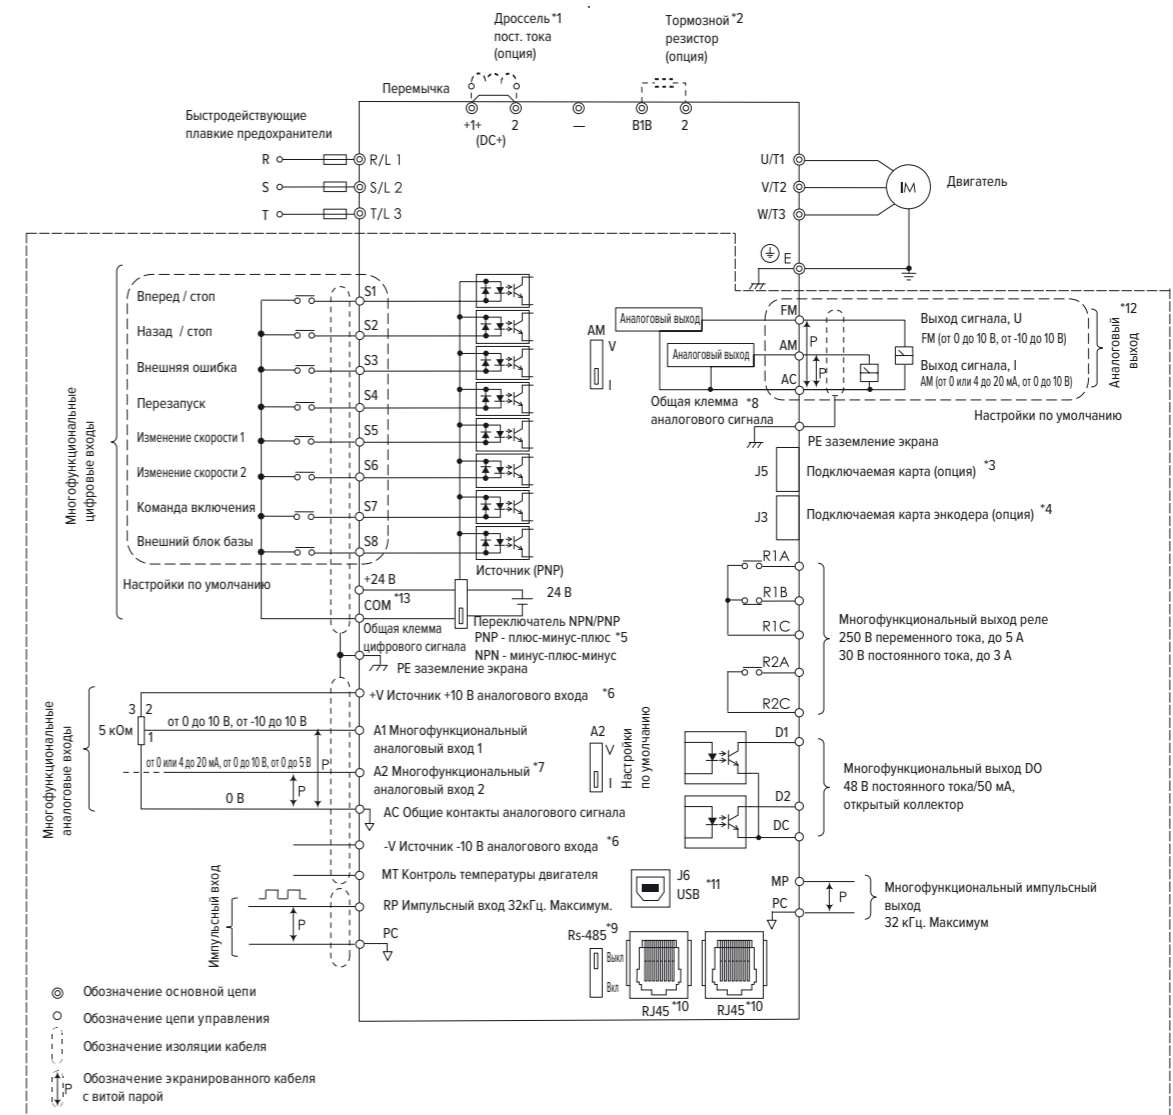 Дроссель *1
пост. тока
(опция)
Тормозной *2
резистор
(опция)
Перемычка
+1+
(DC+)
2
—
B1B
2
Быстродействующие
плавкие предохранители
R
R/L 1
S
S/L 2
T
T/L 3
U/T1
V/T2
W/T3
IM
Двигатель
E
Многофункциональные
цифровые входы
Вперед / стоп
S1
Назад / стоп
S2
Внешняя ошибка
S3
Перезапуск
S4
Изменение скорости 1
S5
Изменение скорости 2
S6
Команда включения
S7
Внешний блок базы
S8
Настройки по умолчанию
+24 В
COM *13
Общая клемма
цифрового сигнала
Источник (PNP)
24 В
Переключатель NPN/PNP
PNP - плюс-минус-плюс *5
NPN - минус-плюс-минус
PE заземление экрана
AM
V
I
Аналоговый выход
Аналоговый выход
FM
AM
AC
P
P
Общая клемма *8
аналогового сигнала
Выход сигнала, U
FM (от 0 до 10 В, от -10 до 10 В)
Выход сигнала, I
AM (от 0 или 4 до 20 мА, от 0 до 10 В)
*12
Аналоговый
выход
Настройки по умолчанию
PE заземление экрана
J5
Подключаемая карта (опция) *3
J3
Подключаемая карта энкодера (опция) *4
R1A
R1B
R1C
R2A
R2C
Многофункциональный выход реле
250 В переменного тока, до 5 А
30 В постоянного тока, до 3 А
Многофункциональные
аналоговые входы
3
2
5 кОм
1
от 0 до 10 В, от -10 до 10 В
от 0 или 4 до 20 мА, от 0 до 10 В, от 0 до 5 В
0 В
P
P
+V Источник +10 В аналогового входа *6
A1 Многофункциональный
аналоговый вход 1
A2 Многофункциональный *7
аналоговый вход 2
AC Общие контакты аналогового сигнала
-V Источник -10 В аналогового входа *6
MT Контроль температуры двигателя
A2
V
I
Настройки
по умолчанию
D1
D2
DC
Многофункциональный выход DO
48 В постоянного тока/50 мА,
открытый коллектор
Импульсный вход
P
RP Импульсный вход 32кГц. Максимум.
PC
J6
USB *11
MP
PC
P
Многофункциональный импульсный
выход
32 кГц. Максимум
Rs-485 *9
Выкл
Вкл
RJ45 *10
RJ45 *10
Обозначение основной цепи
Обозначение цепи управления
Обозначение изоляции кабеля
P
Обозначение экранированного кабеля
с витой парой